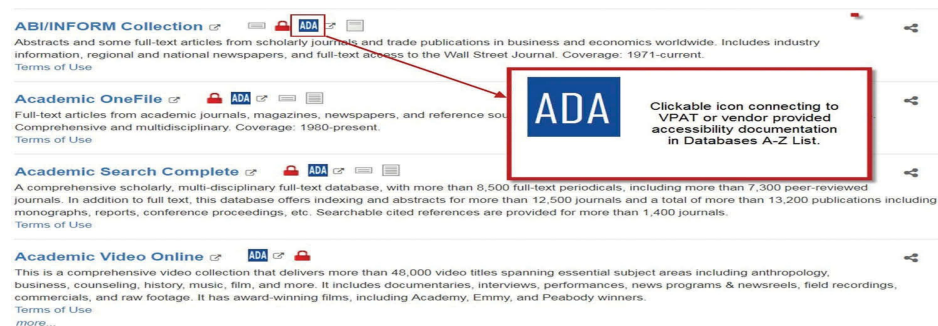 ABI/INFORM Collection ADA
Abstracts and some full-text articles from scholarly journals and trade publications in business and economics worldwide. Includes industry
information, regional and national newspapers, and full-text access to the Wall Street Journal. Coverage: 1971-current.
Terms of Use
ADA
Clickable icon connecting to
VPAT or vendor provided
accessibility documentation
in Databases A-Z List.
Academic OneFile ADA
Full-text articles from academic journals, magazines, newspapers, and reference
Comprehensive and multidisciplinary. Coverage: 1980-present.
Terms of Use
Academic Search Complete ADA
A comprehensive scholarly, multi-disciplinary full-text database, with more than 8,500 full-text periodicals, including more than 7,300 peer-reviewed
journals. In addition to full text, this database offers indexing and abstracts for more than 12,500 journals and a total of more than 13,200 publications including
monographs, reports, conference proceedings, etc. Searchable cited references are provided for more than 1,400 journals.
Terms of Use
Academic Video Online ADA
This is a comprehensive video collection that delivers more than 48,000 video titles spanning essential subject areas including anthropology,
business, counseling, history, music, film, and more. It includes documentaries, interviews, performances, news programs & newsreels, field recordings,
commercials, and raw footage. It has award-winning films, including Academy, Emmy, and Peabody winners.
Terms of Use
more...